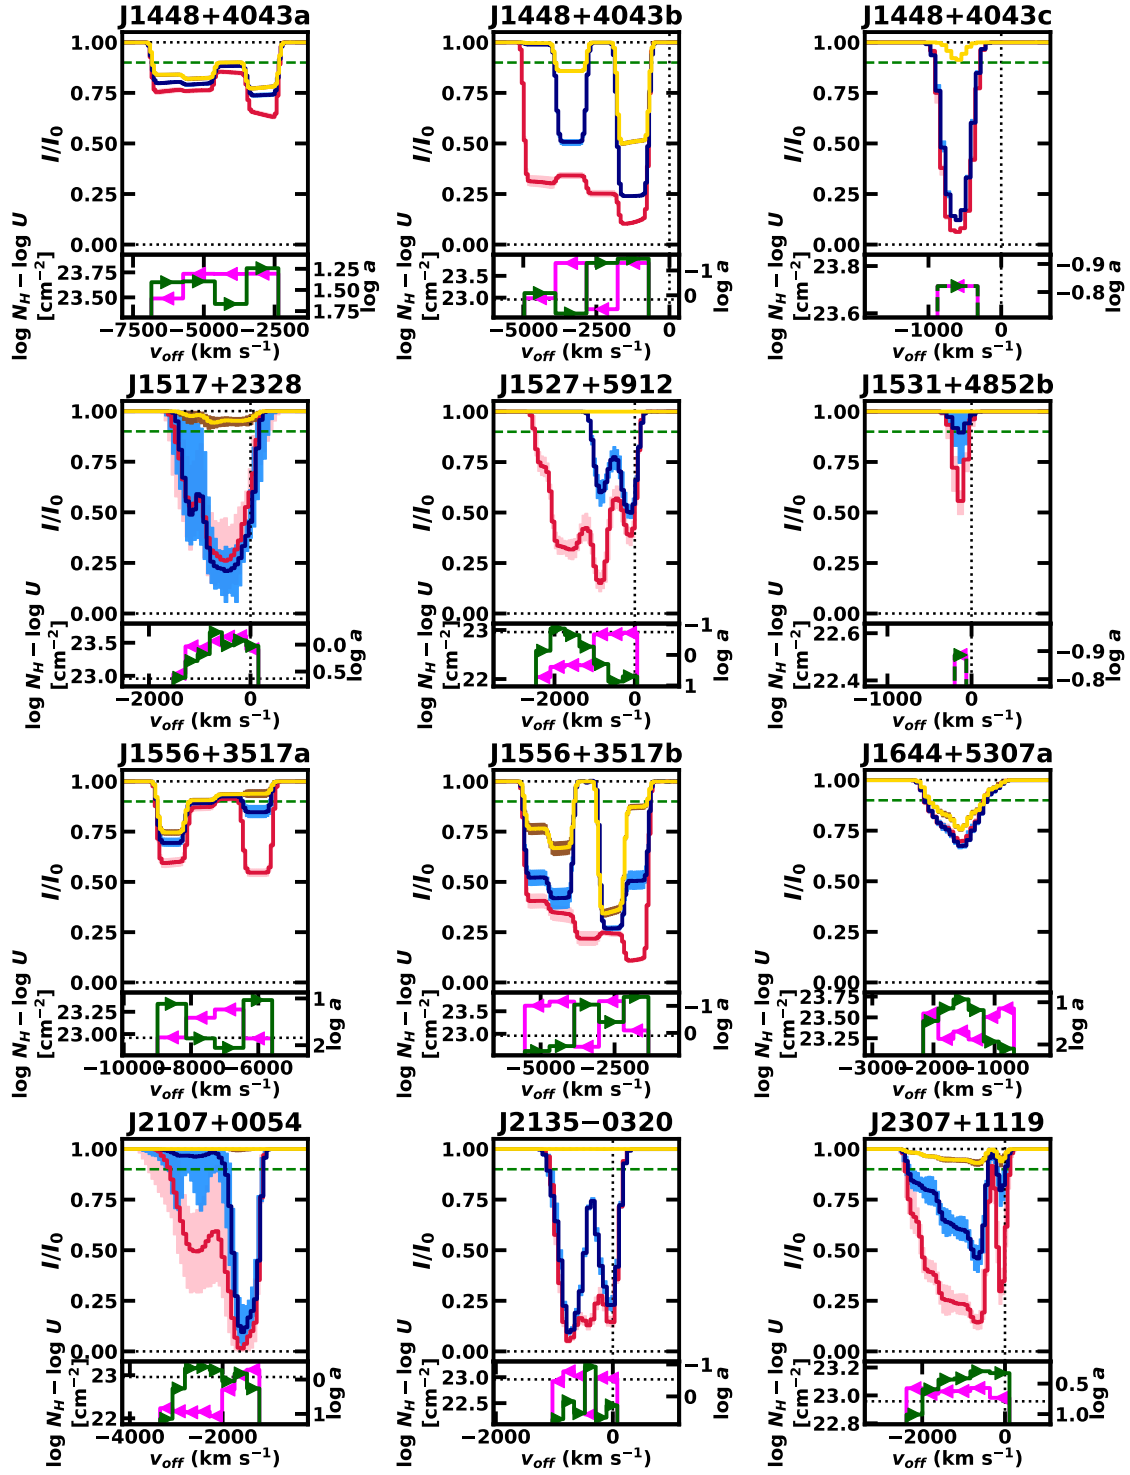 J1448+4043a J1448+4043b J1448+4043c
1.00 1.00 1.00
0.75 0.75 0.75
I/I0 I/I0 I/I0
0.50 0.50 0.50
0.25 0.25 0.25
0.00 0.00 0.00
log NH − log U [cm−2] 23.75 23.50 1.25 1.50 1.75 log a
log NH − log U [cm−2] 23.5 23.0 −1 0 log a
log NH − log U [cm−2] 23.8 23.6 −0.9 −0.8 log a
−7500 −5000 −2500 −5000 −2500 0 −1000 0
voff (km s−1) voff (km s−1) voff (km s−1)
J1517+2328 J1527+5912 J1531+4852b
1.00 1.00 1.00
0.75 0.75 0.75
I/I0 I/I0 I/I0
0.50 0.50 0.50
0.25 0.25 0.25
0.00 0.00 0.00
log NH − log U [cm−2] 23.5 23.0 0.0 0.5 log a
log NH − log U [cm−2] 23 22 −1 0 1 log a
log NH − log U [cm−2] 22.6 22.4 −0.9 −0.8 log a
−2000 −1000 0 −2000 0 −1000 0
voff (km s−1) voff (km s−1) voff (km s−1)
J1556+3517a J1556+3517b J1644+5307a
1.00 1.00 1.00
0.75 0.75 0.75
I/I0 I/I0 I/I0
0.50 0.50 0.50
0.25 0.25 0.25
0.00 0.00 0.00
log NH − log U [cm−2] 23.25 23.00 1 2 log a
log NH − log U [cm−2] 23.5 23.0 −1 0 log a
log NH − log U [cm−2] 23.75 23.50 23.25 1 2 log a
−10000 −8000 −6000 −5000 −2500 −3000 −2000 −1000
voff (km s−1) voff (km s−1) voff (km s−1)
J2107+0054 J2135−0320 J2307+1119
1.00 1.00 1.00
0.75 0.75 0.75
I/I0 I/I0 I/I0
0.50 0.50 0.50
0.25 0.25 0.25
0.00 0.00 0.00
log NH − log U [cm−2] 23 22 0 1 log a
log NH − log U [cm−2] 23.0 22.5 −1 0 log a
log NH − log U [cm−2] 23.2 23.0 22.8 0.5 1.0 log a
−4000 −2000 −2000 0 −2000 0
voff (km s−1) voff (km s−1) voff (km s−1)